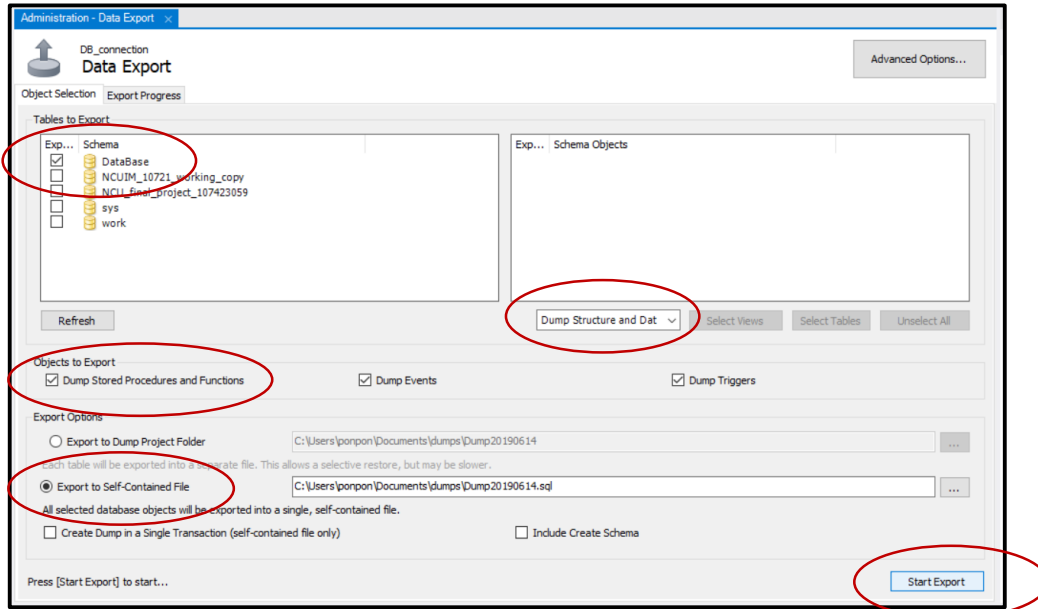 Administration - Data Export ×
DB_connection
Data Export
Advanced Options...
Object Selection Export Progress
Tables to Export
Exp... Schema
DataBase
NCUIM_10721_working_copy
NCU_final_project_107423059
sys
work
Exp... Schema Objects
Refresh
Dump Structure and Dat
Select Views
Select Tables
Unselect All
Objects to Export
Dump Stored Procedures and Functions
Dump Events
Dump Triggers
Export Options
Export to Dump Project Folder
C:\Users\ponpon\Documents\dumps\Dump20190614
...
Each table will be exported into a separate file. This allows a selective restore, but may be slower.
Export to Self-Contained File
C:\Users\ponpon\Documents\dumps\Dump20190614.sql
...
All selected database objects will be exported into a single, self-contained file.
Create Dump in a Single Transaction (self-contained file only)
Include Create Schema
Press [Start Export] to start...
Start Export